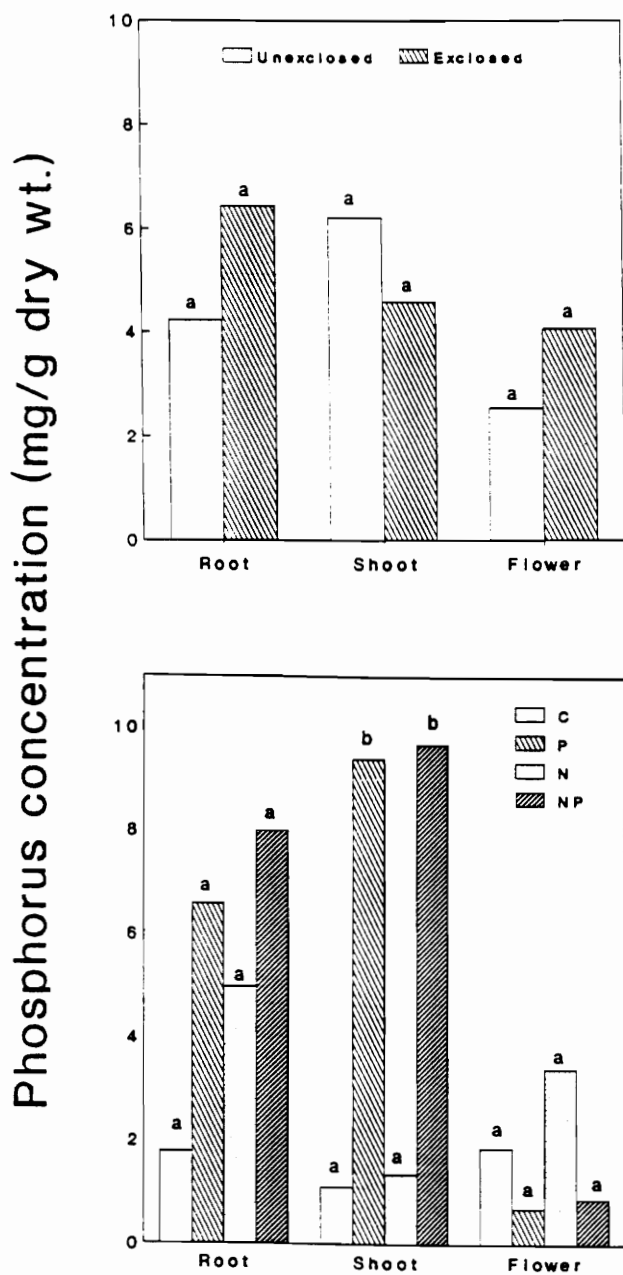 Phosphorus concentration (mg/g dry wt.)
10
8
6
4
2
0
Unexclosed Exclosed
a a a a a a
Root Shoot Flower
10
8
6
4
2
0
C
P
N
NP
a a a a a b a b a a a a
Root Shoot Flower